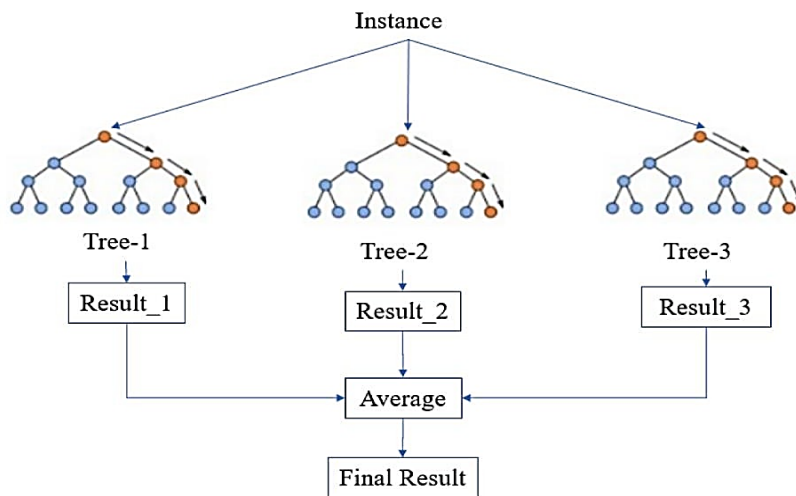 Instance
Tree-1
Tree-2
Tree-3
Result_1
Result_2
Result_3
Average
Final Result